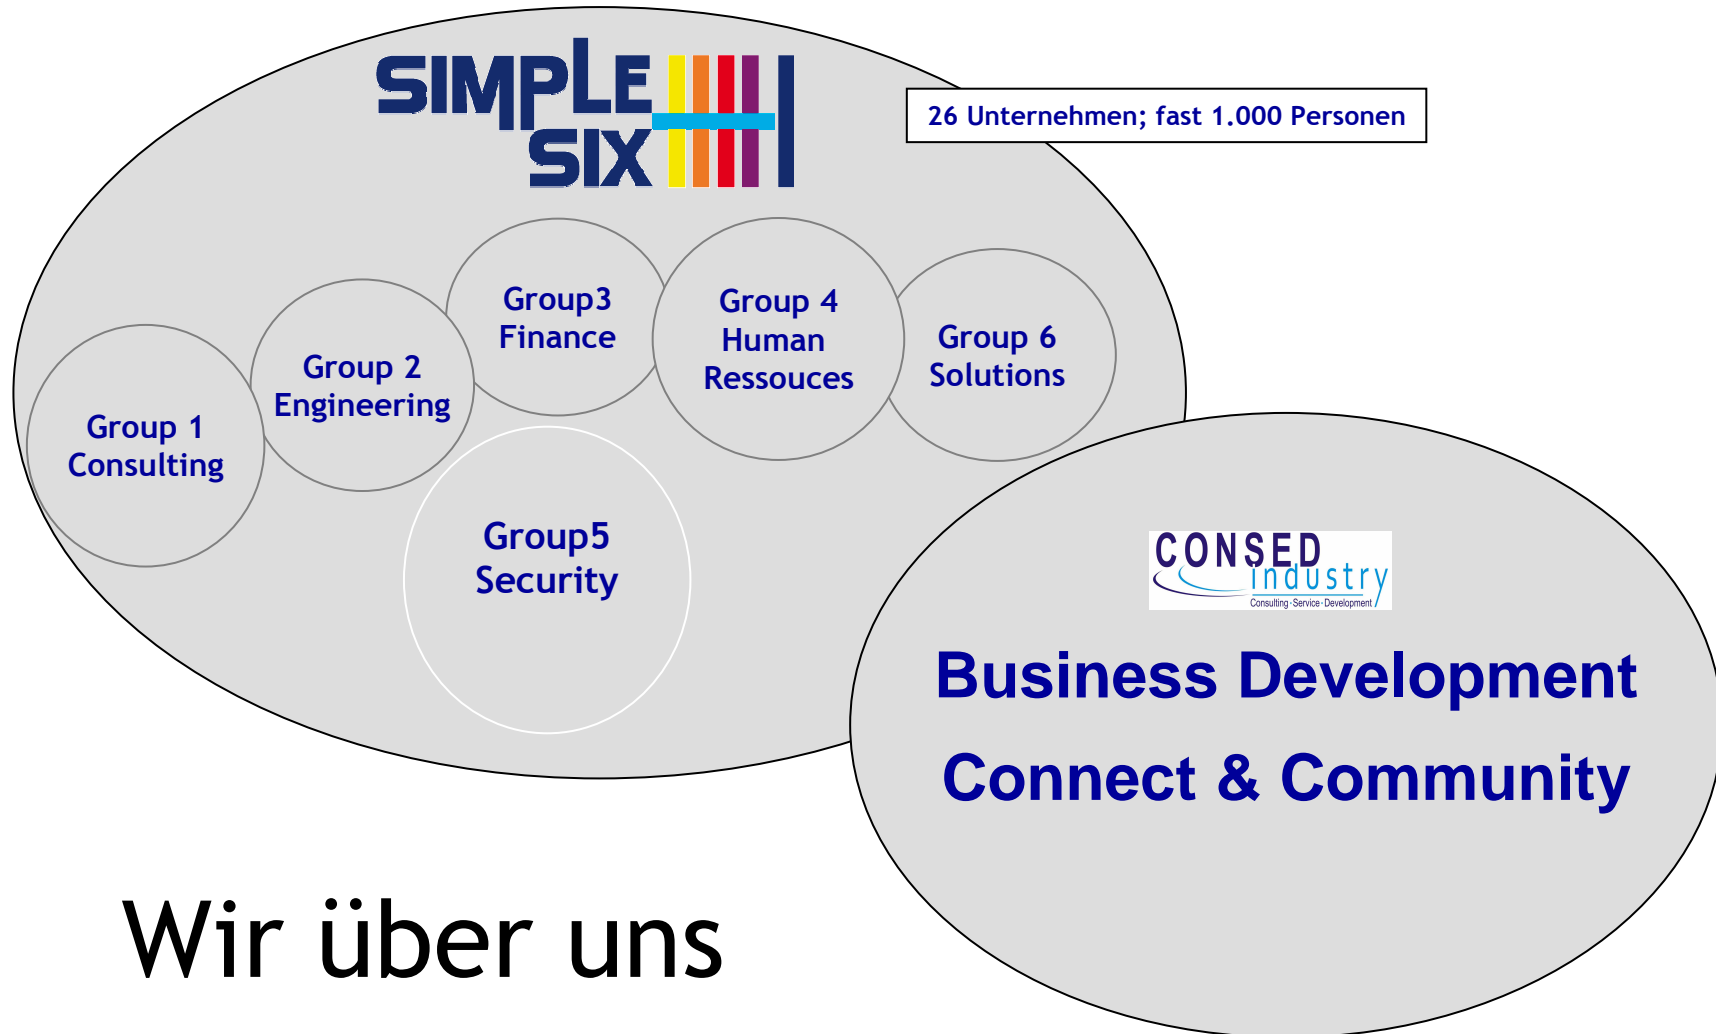 SIMPLE
SIX
26 Unternehmen; fast 1.000 Personen
Group 1
Consulting
Group 2
Engineering
Group3
Finance
Group 4
Human
Ressouces
Group5
Security
Group 6
Solutions
CONSED
industry
Consulting-Service-Development
Business Development
Connect & Community
Wir über uns